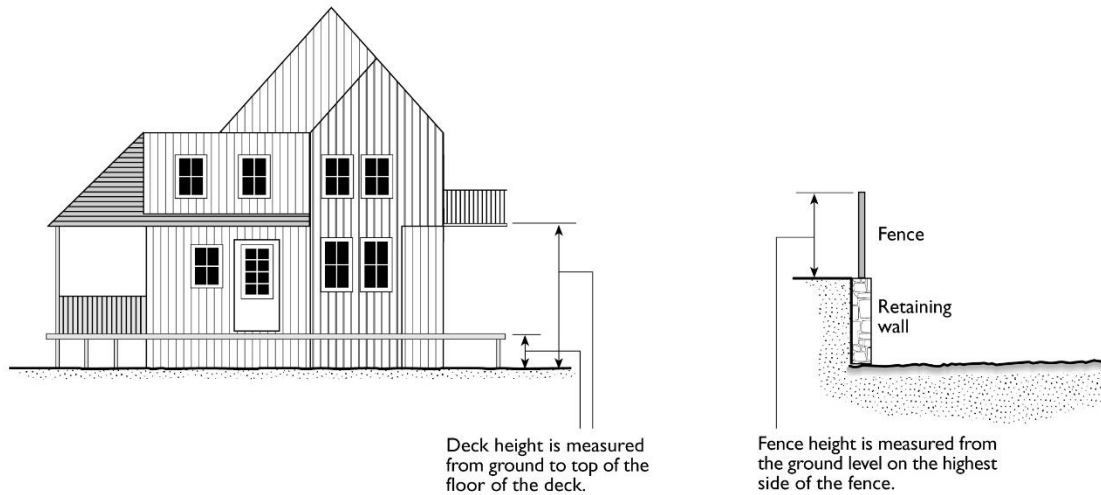 Fence
Retaining
wall
Deck height is measured
from ground to top of the
floor of the deck.
Fence height is measured from
the ground level on the highest
side of the fence.